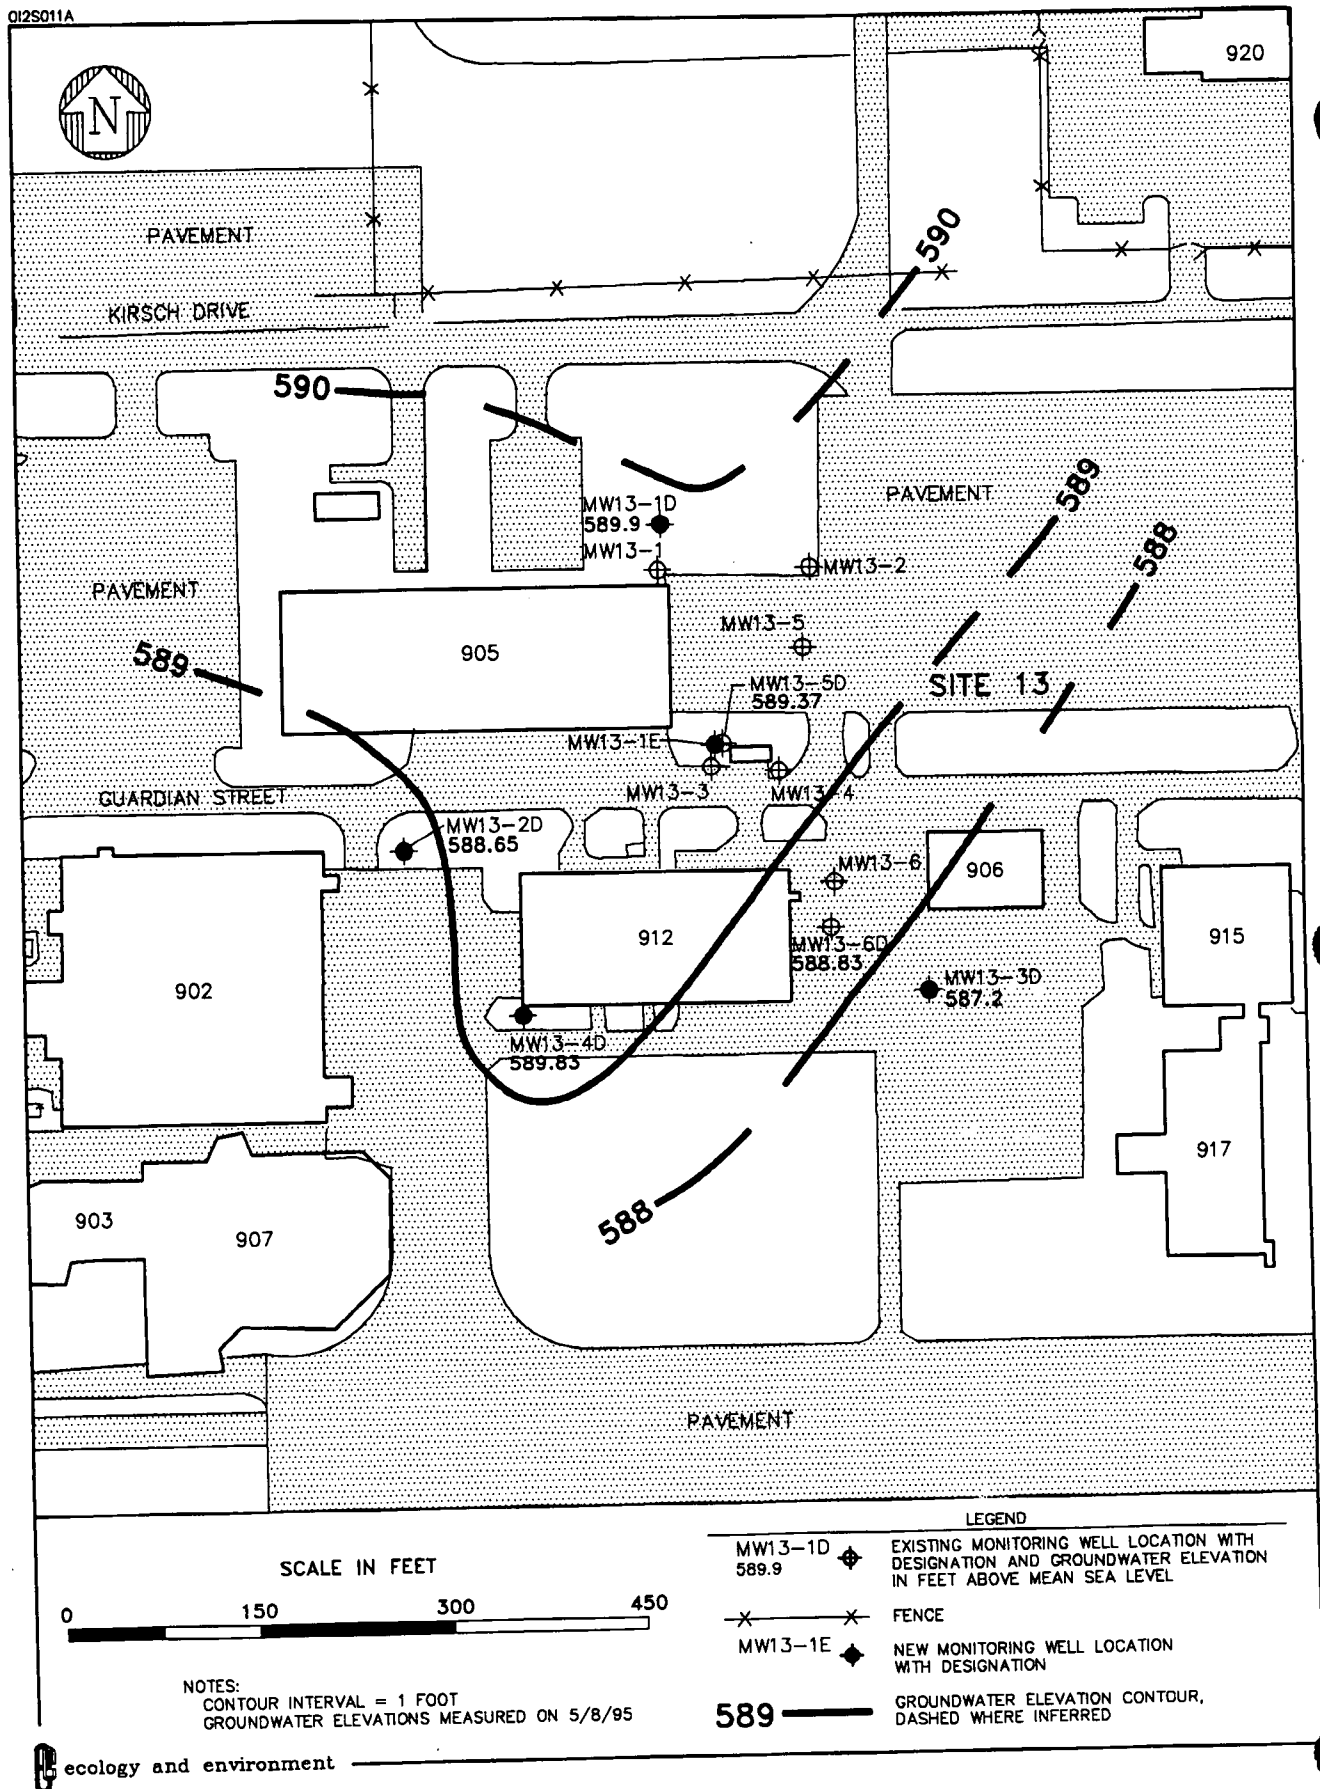 012S011A
920
N
PAVEMENT
590
KIRSCH DRIVE
590
589
PAVEMENT
MW13-1D
589.9
588
MW13-1
MW13-2
PAVEMENT
MW13-5
589
905
SITE 13
MW13-5D
589.37
MW13-1E
MW13-3
MW13-4
GUARDIAN STREET
MW13-2D
588.65
MW13-6
906
912
915
MW13-6D
588.83
902
MW13-3D
587.2
MW13-4D
589.83
917
588
903
907
PAVEMENT
LEGEND
SCALE IN FEET
0 150 300 450
MW13-1D
589.9
EXISTING MONITORING WELL LOCATION WITH
DESIGNATION AND GROUNDWATER ELEVATION
IN FEET ABOVE MEAN SEA LEVEL
FENCE
MW13-1E
NEW MONITORING WELL LOCATION
WITH DESIGNATION
589
GROUNDWATER ELEVATION CONTOUR,
DASHED WHERE INFERRED
NOTES:
CONTOUR INTERVAL = 1 FOOT
GROUNDWATER ELEVATIONS MEASURED ON 5/8/95
ecology and environment